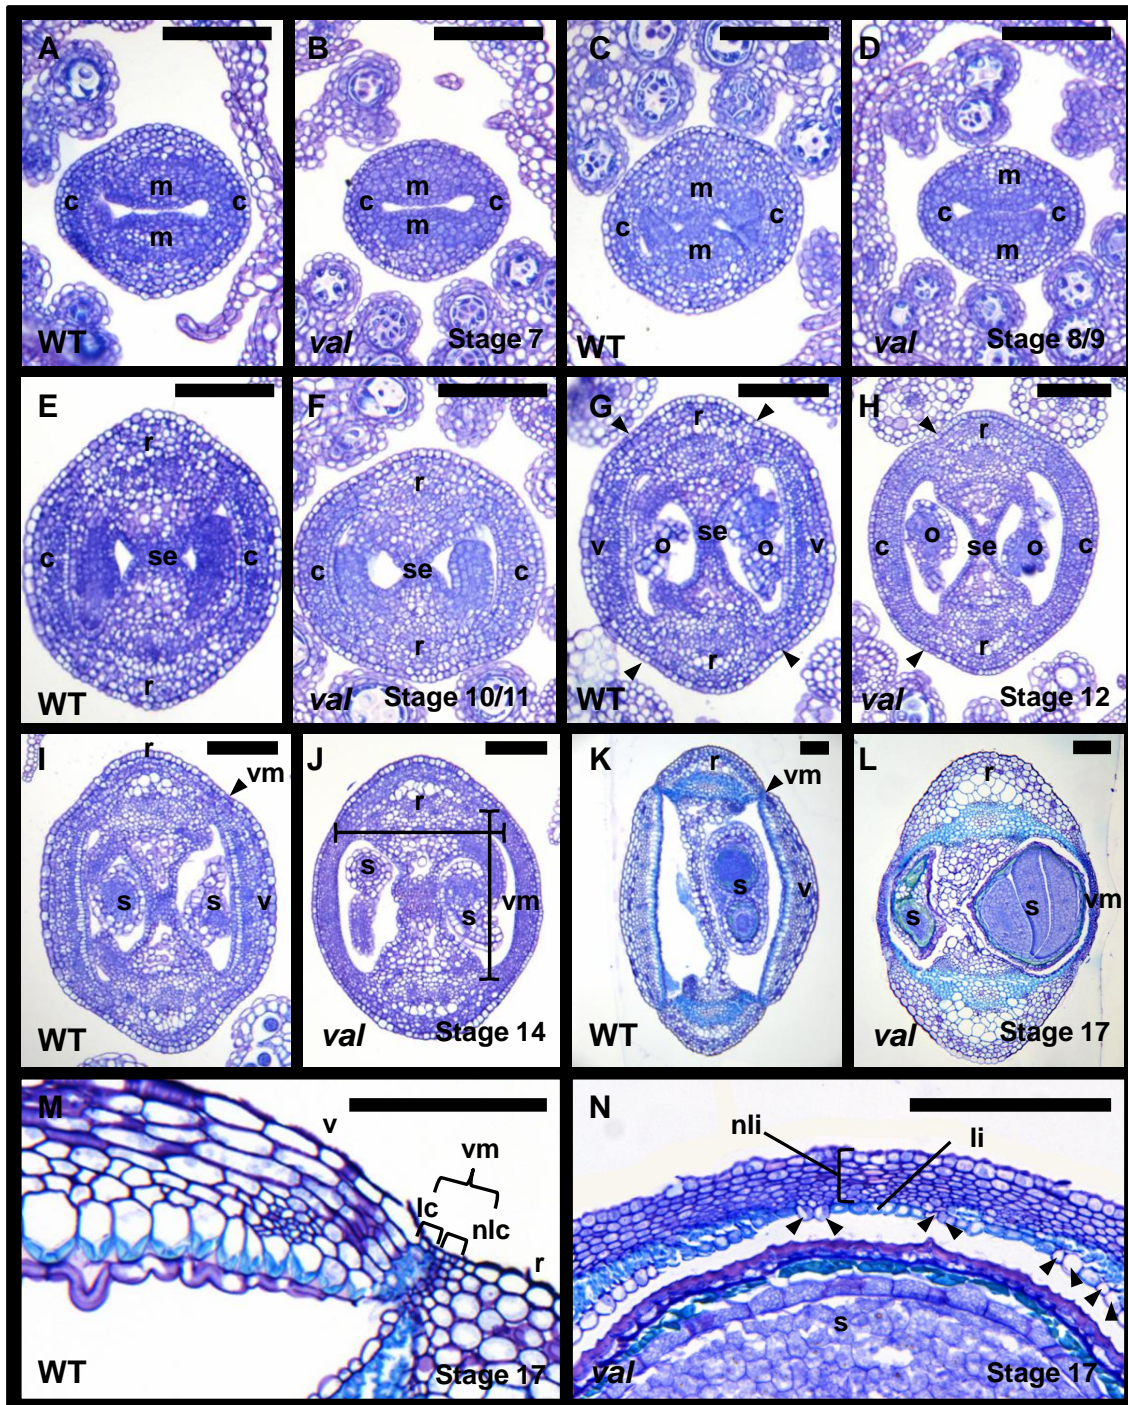 A
m
c
c
m
WT
B
m
c
c
m
val
Stage 7
C
m
c
c
m
WT
D
m
c
c
m
val
Stage 8/9
E
r
c
se
c
r
WT
F
r
c
se
c
r
val
Stage 10/11
G
r
v
o
se
o
v
r
WT
H
r
c
o
se
o
c
r
val
Stage 12
I
r
vm
s
s
v
WT
J
r
s
s
vm
val
Stage 14
K
r
vm
s
v
WT
L
r
s
s
vm
val
Stage 17
M
v
vm
lc
nlc
r
WT
Stage 17
N
nli
li
s
val
Stage 17